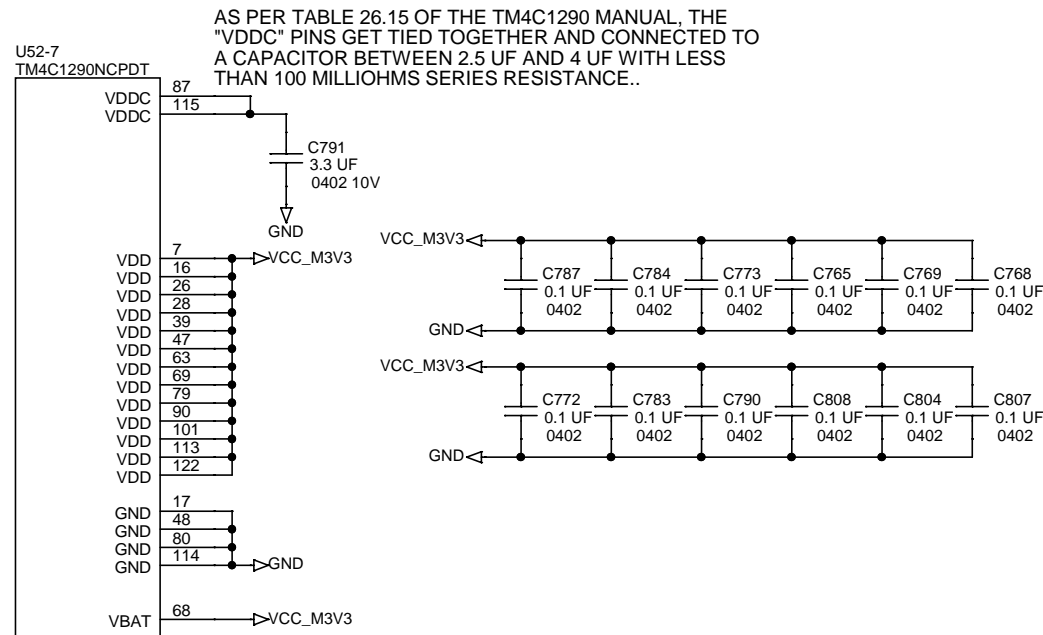 AS PER TABLE 26.15 OF THE TM4C1290 MANUAL, THE
"VDDC" PINS GET TIED TOGETHER AND CONNECTED TO
A CAPACITOR BETWEEN 2.5 UF AND 4 UF WITH LESS
THAN 100 MILLIOHMS SERIES RESISTANCE..
U52-7
TM4C1290NCPDT
VDDC 87
VDDC 115
C791
3.3 UF
0402 10V
GND
VDD 7 VCC_M3V3
VDD 16
VDD 26
VDD 28
VDD 39
VDD 47
VDD 63
VDD 69
VDD 79
VDD 90
VDD 101
VDD 113
VDD 122
GND 17
GND 48
GND 80
GND 114 GND
VBAT 68 VCC_M3V3
VCC_M3V3
C787 C784 C773 C765 C769 C768
0.1 UF 0.1 UF 0.1 UF 0.1 UF 0.1 UF 0.1 UF
0402 0402 0402 0402 0402 0402
GND
VCC_M3V3
C772 C783 C790 C808 C804 C807
0.1 UF 0.1 UF 0.1 UF 0.1 UF 0.1 UF 0.1 UF
0402 0402 0402 0402 0402 0402
GND